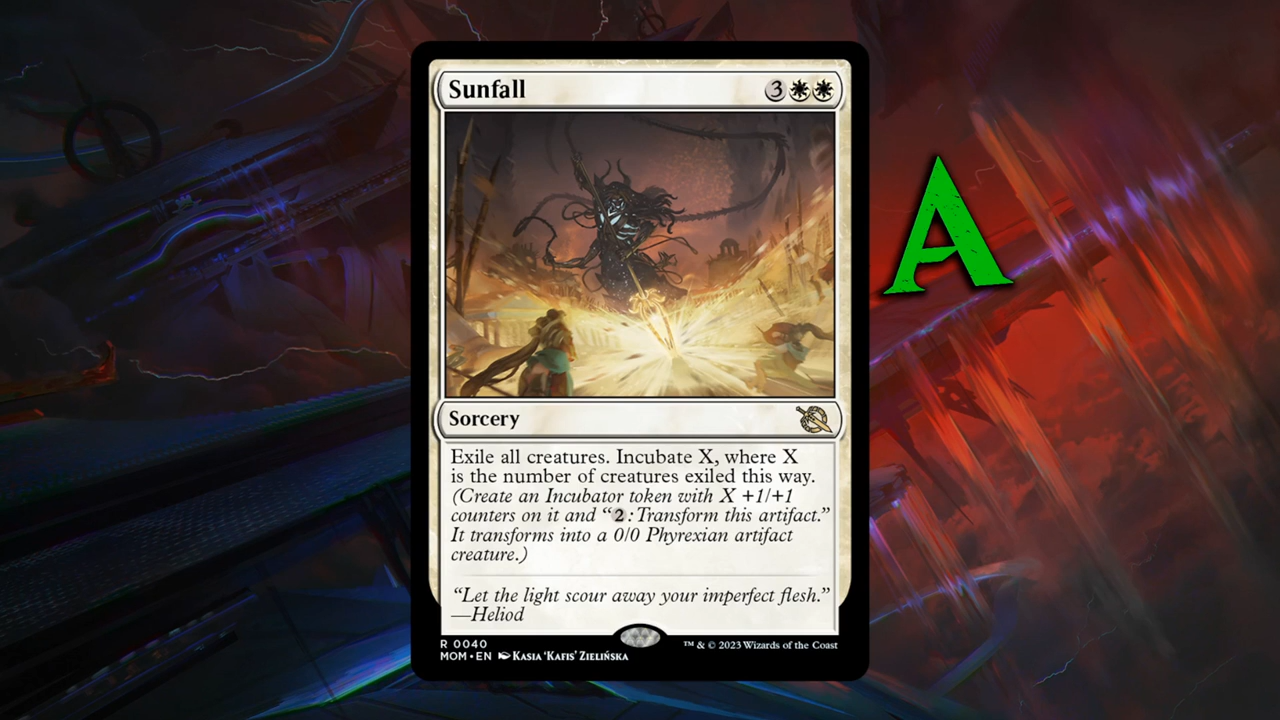 Sunfall
3
A
Sorcery
Exile all creatures. Incubate X, where X
is the number of creatures exiled this way.
(Create an Incubator token with X +1/+1
counters on it and “2: Transform this artifact.”
It transforms into a 0/0 Phyrexian artifact
creature.)
“Let the light scour away your imperfect flesh.”
—Heliod
R 0040
MOM • EN Kasia ‘Kafis’ Zielińska
™ & © 2023 Wizards of the Coast